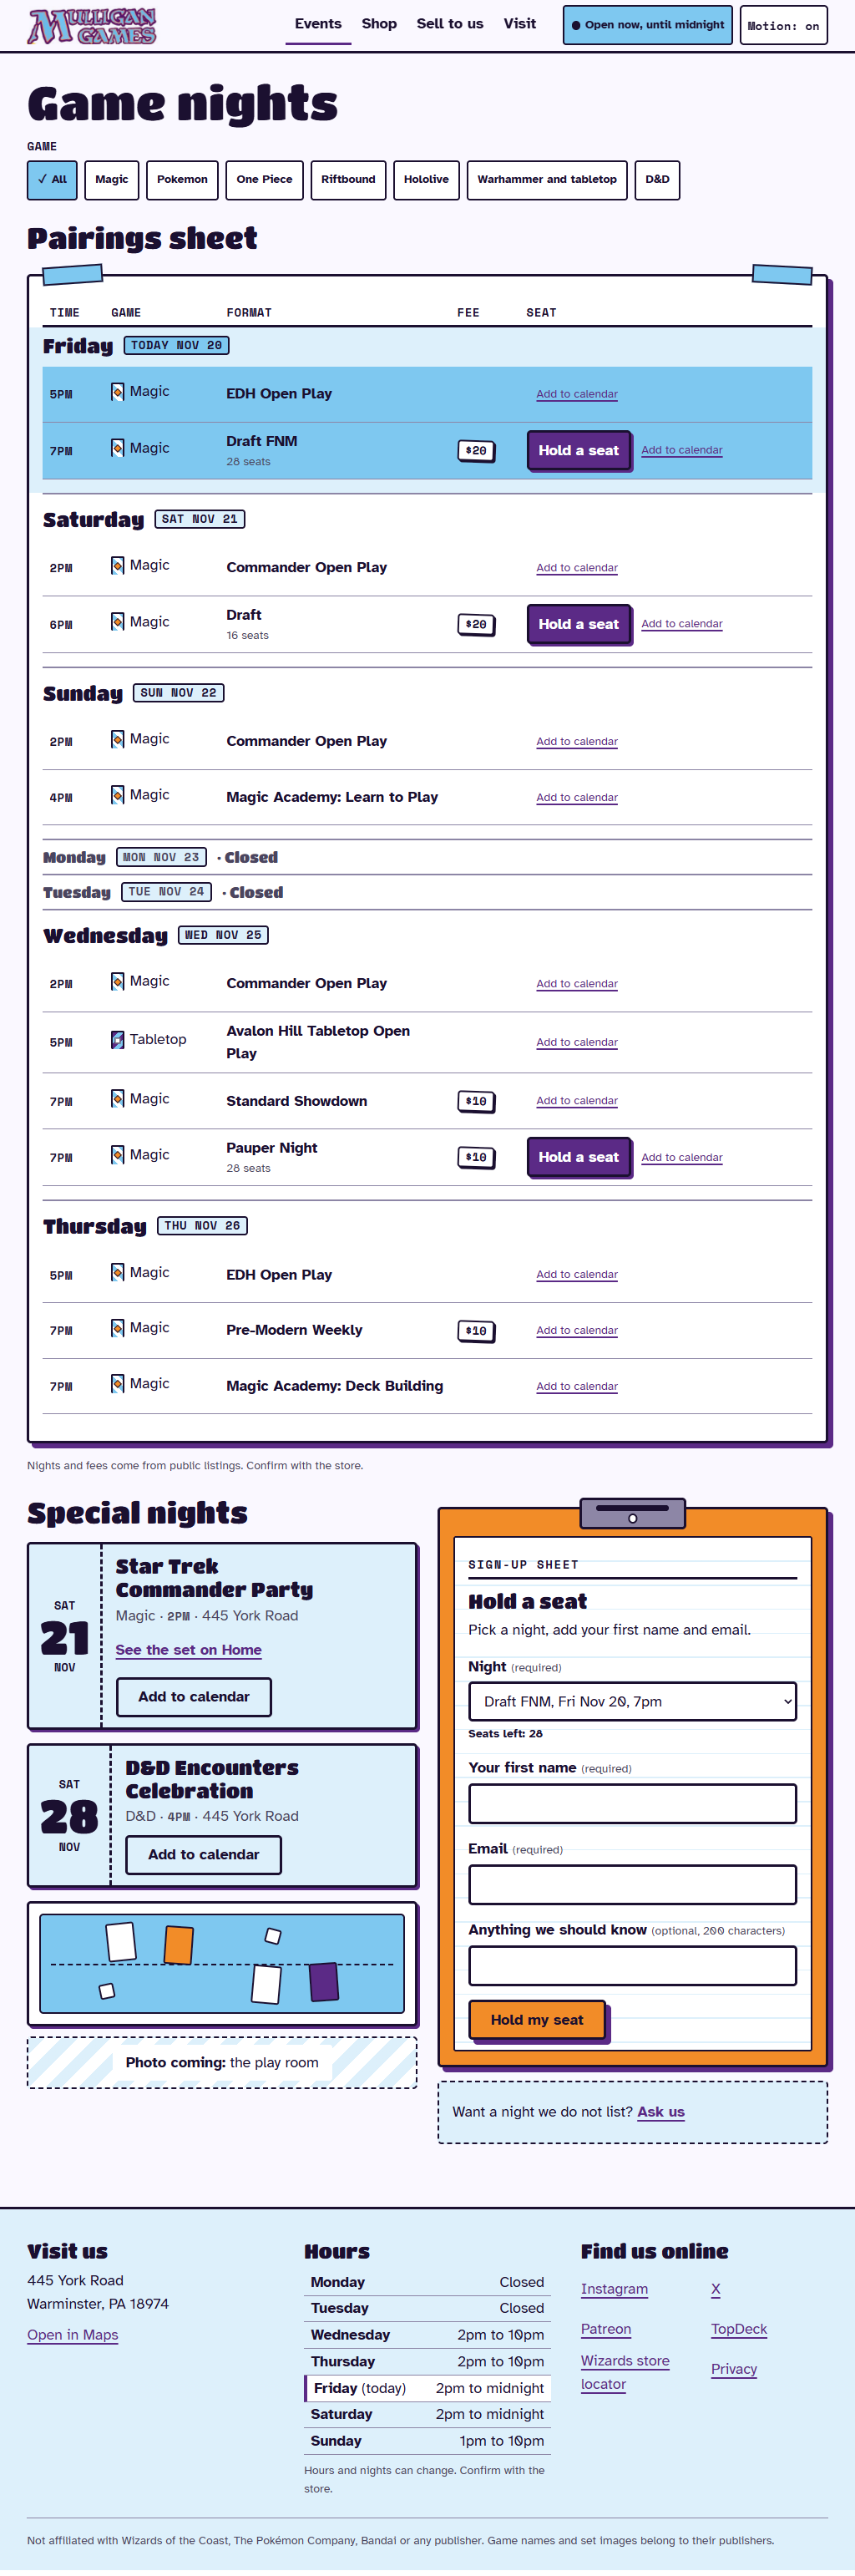 MULLIGAN GAMES
Events Shop Sell to us Visit
Open now, until midnight
Motion: on
Game nights
GAME
✓ All Magic Pokemon One Piece Riftbound Hololive Warhammer and tabletop D&D
Pairings sheet
TIME GAME FORMAT FEE SEAT
Friday TODAY NOV 20
5PM Magic EDH Open Play Add to calendar
7PM Magic Draft FNM $20 Hold a seat Add to calendar
28 seats
Saturday SAT NOV 21
2PM Magic Commander Open Play Add to calendar
6PM Magic Draft $20 Hold a seat Add to calendar
16 seats
Sunday SUN NOV 22
2PM Magic Commander Open Play Add to calendar
4PM Magic Magic Academy: Learn to Play Add to calendar
Monday MON NOV 23 · Closed
Tuesday TUE NOV 24 · Closed
Wednesday WED NOV 25
2PM Magic Commander Open Play Add to calendar
5PM Tabletop Avalon Hill Tabletop Open
Play Add to calendar
7PM Magic Standard Showdown $10 Add to calendar
7PM Magic Pauper Night $10 Hold a seat Add to calendar
28 seats
Thursday THU NOV 26
5PM Magic EDH Open Play Add to calendar
7PM Magic Pre-Modern Weekly $10 Add to calendar
7PM Magic Magic Academy: Deck Building Add to calendar
Nights and fees come from public listings. Confirm with the store.
Special nights
SAT
21
NOV
Star Trek
Commander Party
Magic · 2PM · 445 York Road
See the set on Home
Add to calendar
SAT
28
NOV
D&D Encounters
Celebration
D&D · 4PM · 445 York Road
Add to calendar
Photo coming: the play room
SIGN-UP SHEET
Hold a seat
Pick a night, add your first name and email.
Night (required)
Draft FNM, Fri Nov 20, 7pm
Seats left: 28
Your first name (required)
Email (required)
Anything we should know (optional, 200 characters)
Hold my seat
Want a night we do not list? Ask us
Visit us
445 York Road
Warminster, PA 18974
Open in Maps
Hours
Monday Closed
Tuesday Closed
Wednesday 2pm to 10pm
Thursday 2pm to 10pm
Friday (today) 2pm to midnight
Saturday 2pm to midnight
Sunday 1pm to 10pm
Hours and nights can change. Confirm with the
store.
Find us online
Instagram X
Patreon TopDeck
Wizards store
locator Privacy
Not affiliated with Wizards of the Coast, The Pokémon Company, Bandai or any publisher. Game names and set images belong to their publishers.